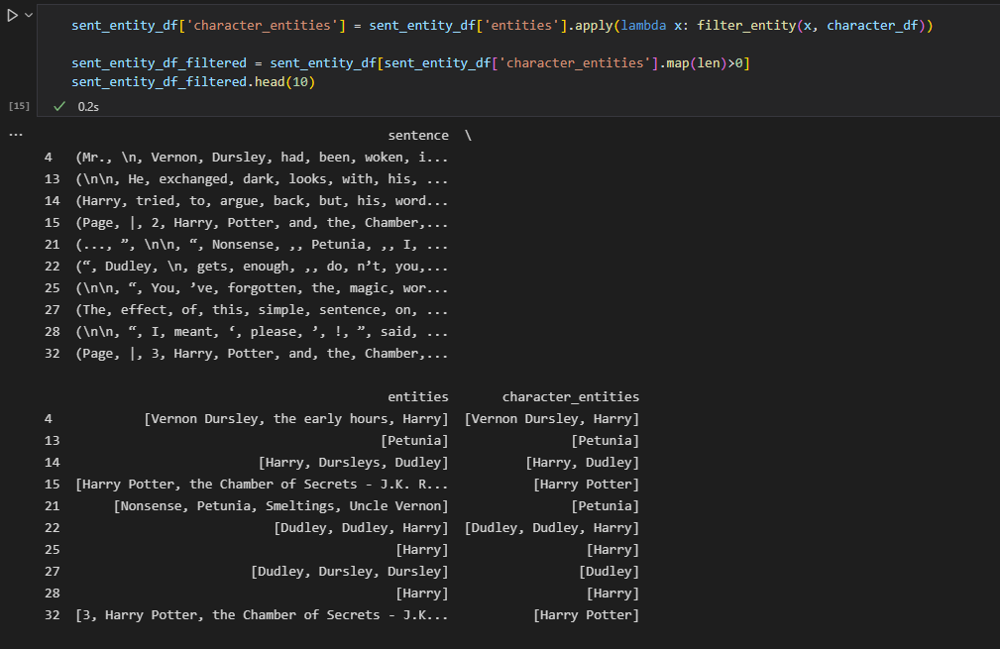 sent_entity_df['character_entities'] = sent_entity_df['entities'].apply(lambda x: filter_entity(x, character_df))
sent_entity_df_filtered = sent_entity_df[sent_entity_df['character_entities'].map(len)>0]
sent_entity_df_filtered.head(10)
[15] ✓ 0.2s
...
sentence \
4 (Mr., \n, Vernon, Dursley, had, been, woken, i...
13 (\n\n, He, exchanged, dark, looks, with, his, ...
14 (Harry, tried, to, argue, back, but, his, word...
15 (Page, |, 2, Harry, Potter, and, the, Chamber,...
21 (..., ”, \n\n, “, Nonsense, ,, Petunia, ,, I, ...
22 (“, Dudley, \n, gets, enough, ,, do, n’t, you,...
25 (\n\n, “, You, ’ve, forgotten, the, magic, wor...
27 (The, effect, of, this, simple, sentence, on, ...
28 (\n\n, “, I, meant, ‘, please, ’, !, ”, said, ...
32 (Page, |, 3, Harry, Potter, and, the, Chamber,...
entities character_entities
4 [Vernon Dursley, the early hours, Harry] [Vernon Dursley, Harry]
13 [Petunia] [Petunia]
14 [Harry, Dursleys, Dudley] [Harry, Dudley]
15 [Harry Potter, the Chamber of Secrets - J.K. R... [Harry Potter]
21 [Nonsense, Petunia, Smeltings, Uncle Vernon] [Petunia]
22 [Dudley, Dudley, Harry] [Dudley, Dudley, Harry]
25 [Harry] [Harry]
27 [Dudley, Dursley, Dursley] [Dudley]
28 [Harry] [Harry]
32 [3, Harry Potter, the Chamber of Secrets - J.K... [Harry Potter]